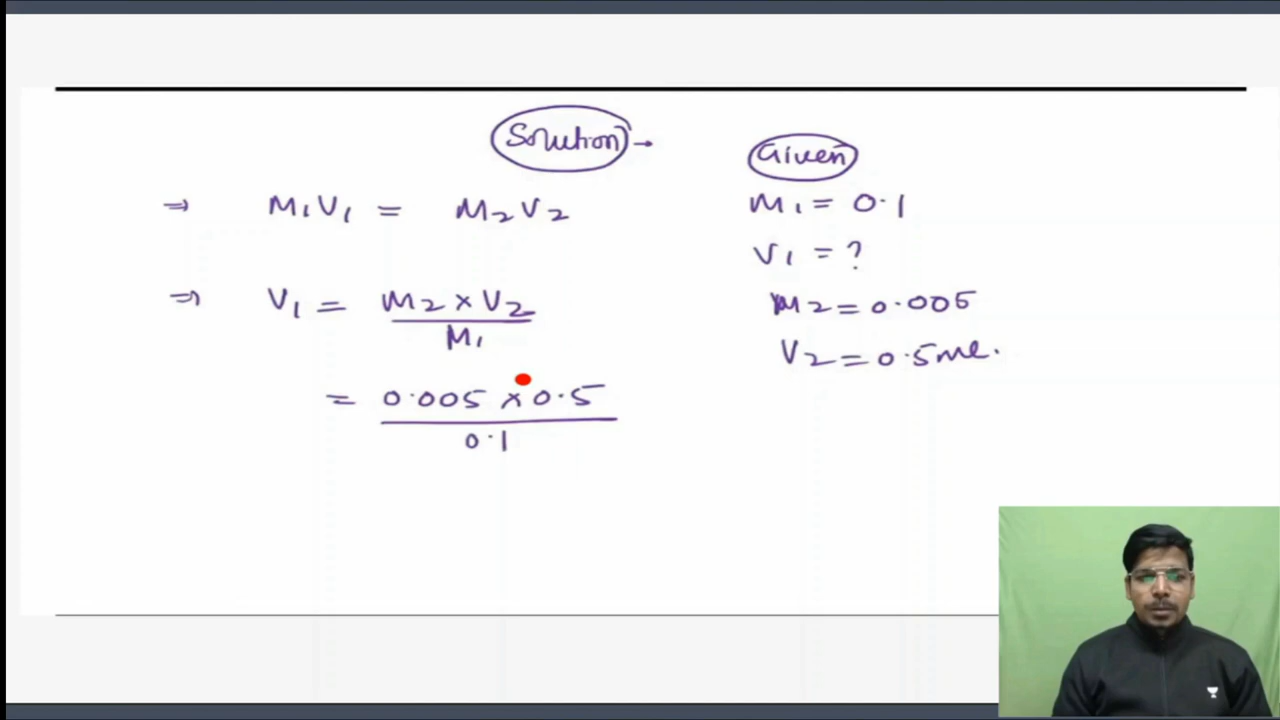 Solution →
Given
⇒ M₁V₁ = M₂V₂
M₁ = 0.1
V₁ = ?
⇒ V₁ = M₂ × V₂
M₁
M₂ = 0.005
V₂ = 0.5ml.
= 0.005 × 0.5
0.1